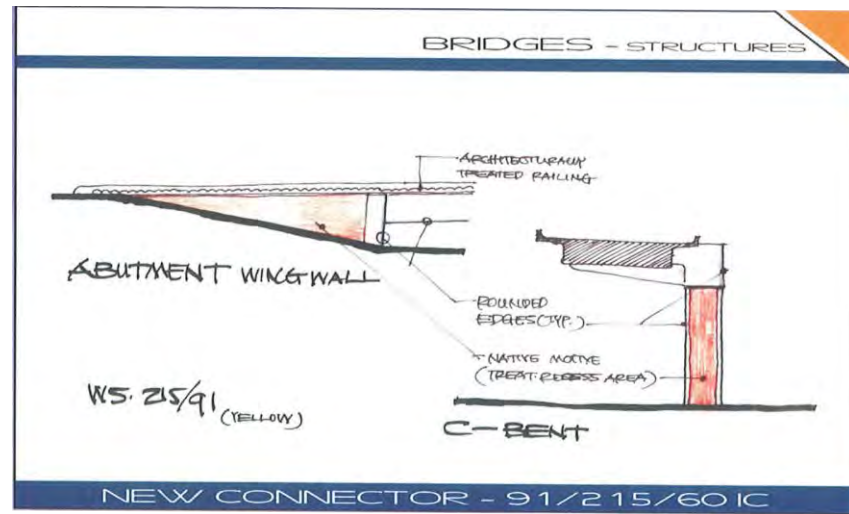 BRIDGES - STRUCTURES
ARCHITECTURALLY
TREATED RAILING
ABUTMENT WINGWALL
ROUNDED
EDGES (TYP.)
NATIVE MOTIVE
(TREAT. RECESS AREA)
W5. 215/91
(YELLOW)
C-BENT
NEW CONNECTOR - 91/215/60 IC